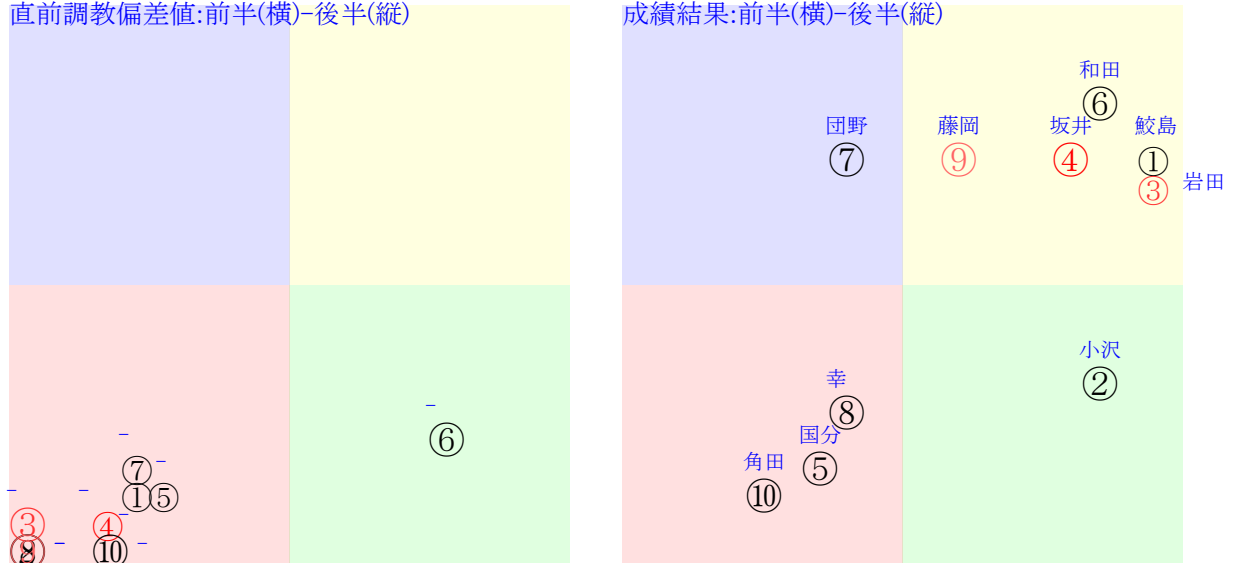 直前調教偏差値:前半(横)-後半(縦)
成績結果:前半(横)-後半(縦)
和田
⑥
団野
藤岡
坂井
鮫島
⑦
⑨
④
①
③
岩田
小沢
②
幸
⑧
国分
⑤
角田
⑩
-
⑥
-
⑦
-
①
⑤
-
-
③
④
-
-
⑩
-